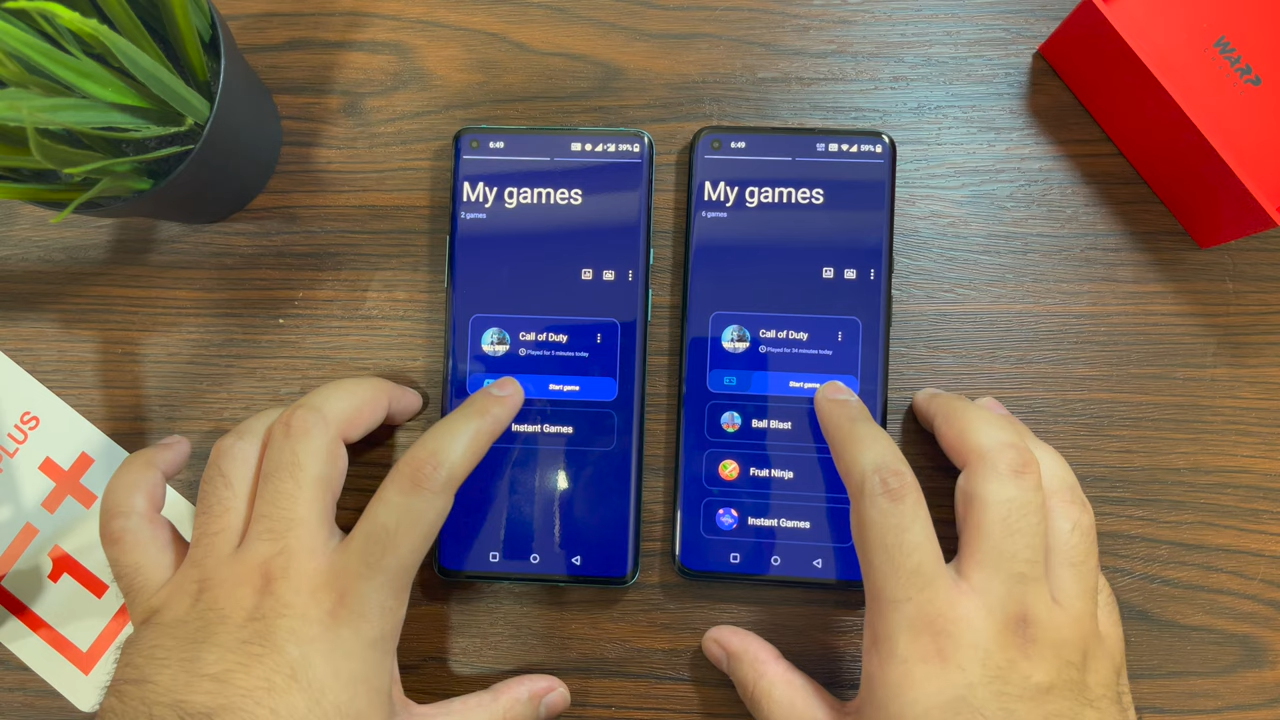 WARP
6:49
39%
My games
2 games
Call of Duty
Played for 5 minutes today
Start game
Instant Games
6:49
59%
My games
6 games
Call of Duty
Played for 34 minutes today
Start game
Ball Blast
Fruit Ninja
Instant Games
PLUS
1+